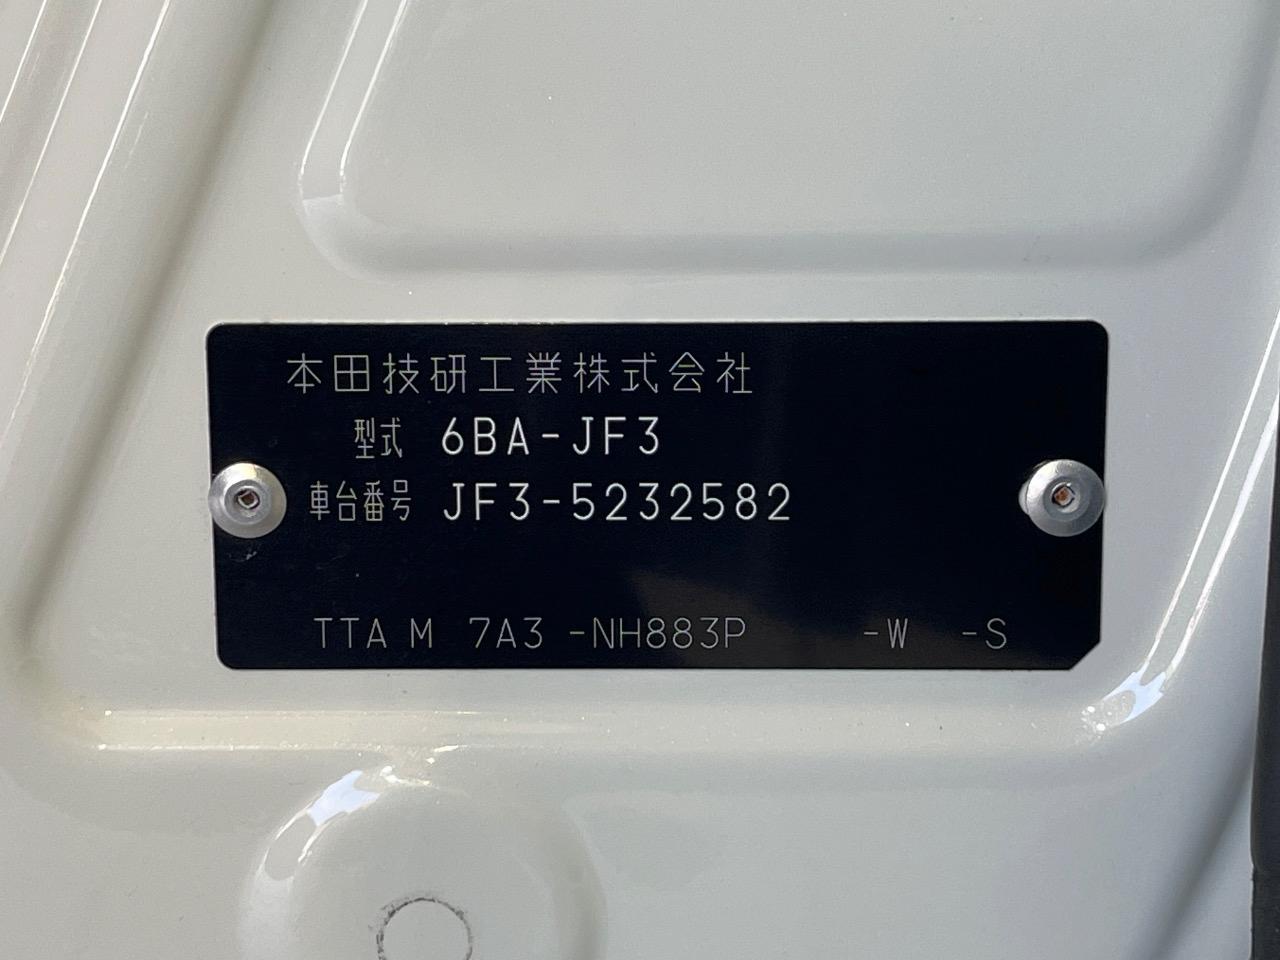 本田技研工業株式会社
型式 6BA-JF3
車台番号 JF3-5232582
TTA M 7A3 -NH883P -W -S